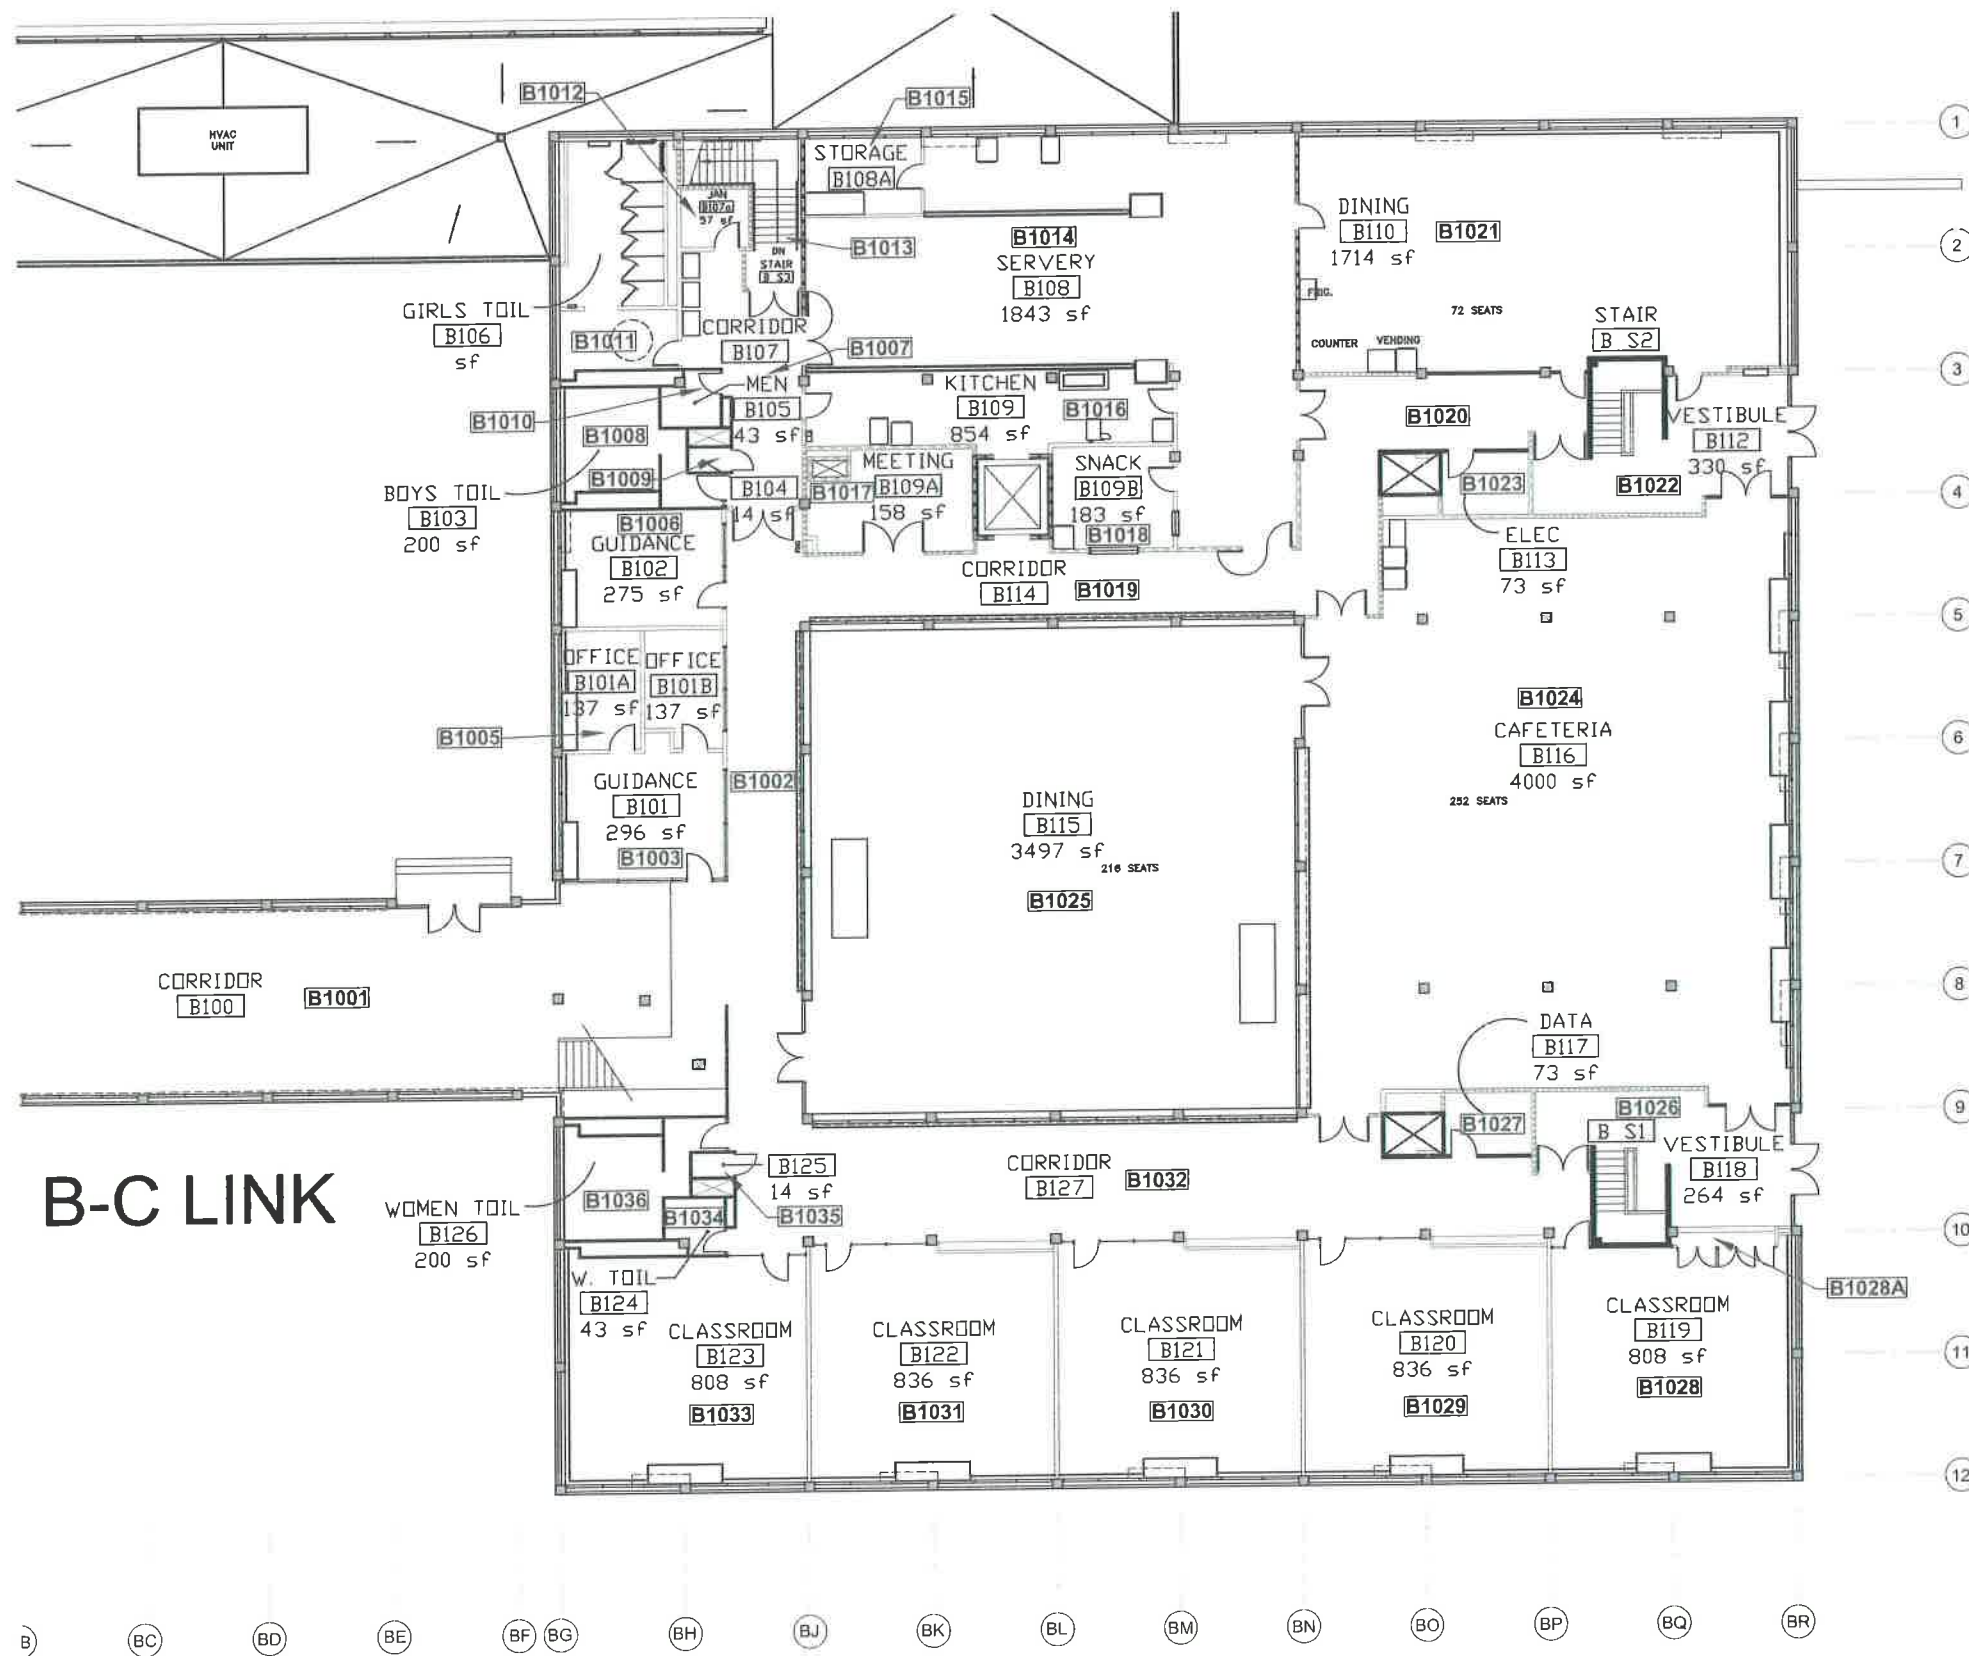 B1012
B1015
1
HVAC
UNIT
STORAGE
B108A
JAN
B107a
57 sf
B1013
DN
STAIR
B S3
B1014
SERVERY
B108
1843 sf
DINING
B110
1714 sf
B1021
2
72 SEATS
STAIR
B S2
COUNTER
VENDING
GIRLS TOIL
B106
sf
B1011
CORRIDOR
B107
B1007
3
MEN
B105
43 sf
B1010
B1008
B1009
KITCHEN
B109
854 sf
B1016
B1020
VESTIBULE
B112
330 sf
BOYS TOIL
B103
200 sf
B104
14 sf
MEETING
B109A
158 sf
B1017
SNACK
B109B
183 sf
B1018
B1023
B1022
4
B1006
GUIDANCE
B102
275 sf
ELEC
B113
73 sf
CORRIDOR
B114
B1019
5
OFFICE
B101A
137 sf
OFFICE
B101B
137 sf
B1005
B1024
CAFETERIA
B116
4000 sf
252 SEATS
6
GUIDANCE
B101
296 sf
B1003
B1002
DINING
B115
3497 sf
216 SEATS
B1025
7
CORRIDOR
B100
B1001
8
DATA
B117
73 sf
9
B1027
B1026
B S1
VESTIBULE
B118
264 sf
B-C LINK
WOMEN TOIL
B126
200 sf
B1036
B1034
B125
14 sf
B1035
CORRIDOR
B127
B1032
10
W. TOIL
B124
43 sf
B1028A
CLASSROOM
B123
808 sf
B1033
CLASSROOM
B122
836 sf
B1031
CLASSROOM
B121
836 sf
B1030
CLASSROOM
B120
836 sf
B1029
CLASSROOM
B119
808 sf
B1028
11
12
B
BC
BD
BE
BF
BG
BH
BJ
BK
BL
BM
BN
BO
BP
BQ
BR